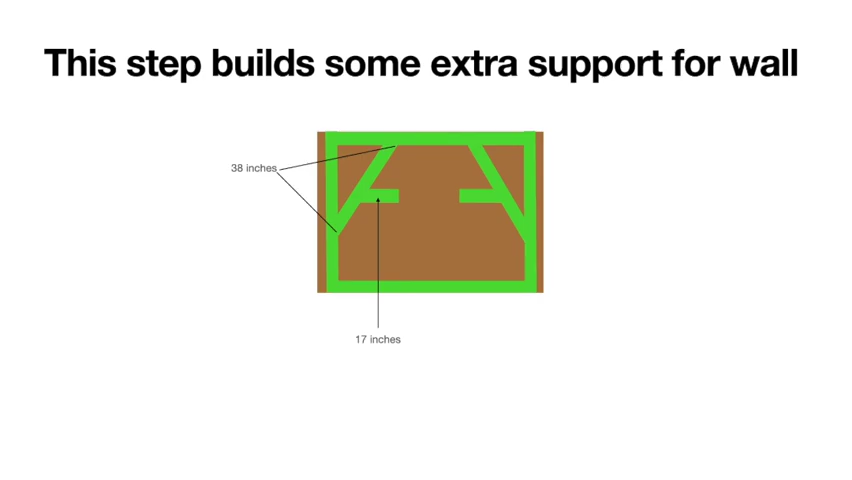 This step builds some extra support for wall
38 inches
17 inches